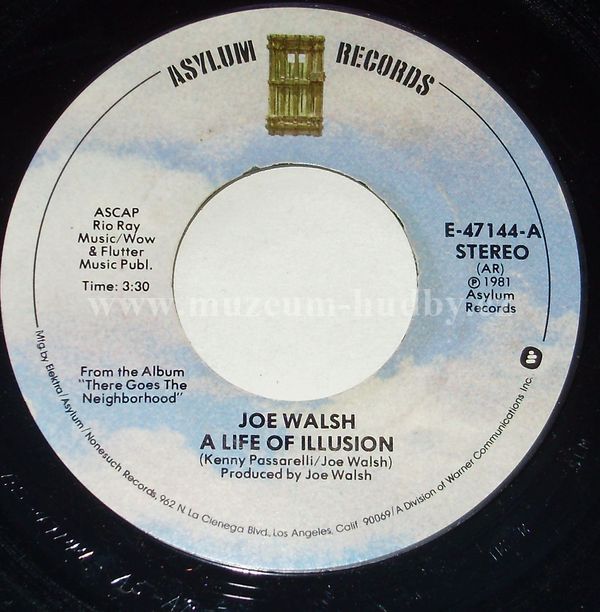 ASYLUM RECORDS
ASCAP
Rio Ray
Music/Wow
& Flutter
Music Publ.
Time: 3:30
E-47144-A
STEREO
(AR)
℗ 1981
Asylum
Records
From the Album
"There Goes The
Neighborhood"
JOE WALSH
A LIFE OF ILLUSION
(Kenny Passarelli/Joe Walsh)
Produced by Joe Walsh
Mfg. by Elektra/Asylum/Nonesuch Records, 962 N. La Cienega Blvd., Los Angeles, Calif. 90069/A Division of Warner Communications Inc.